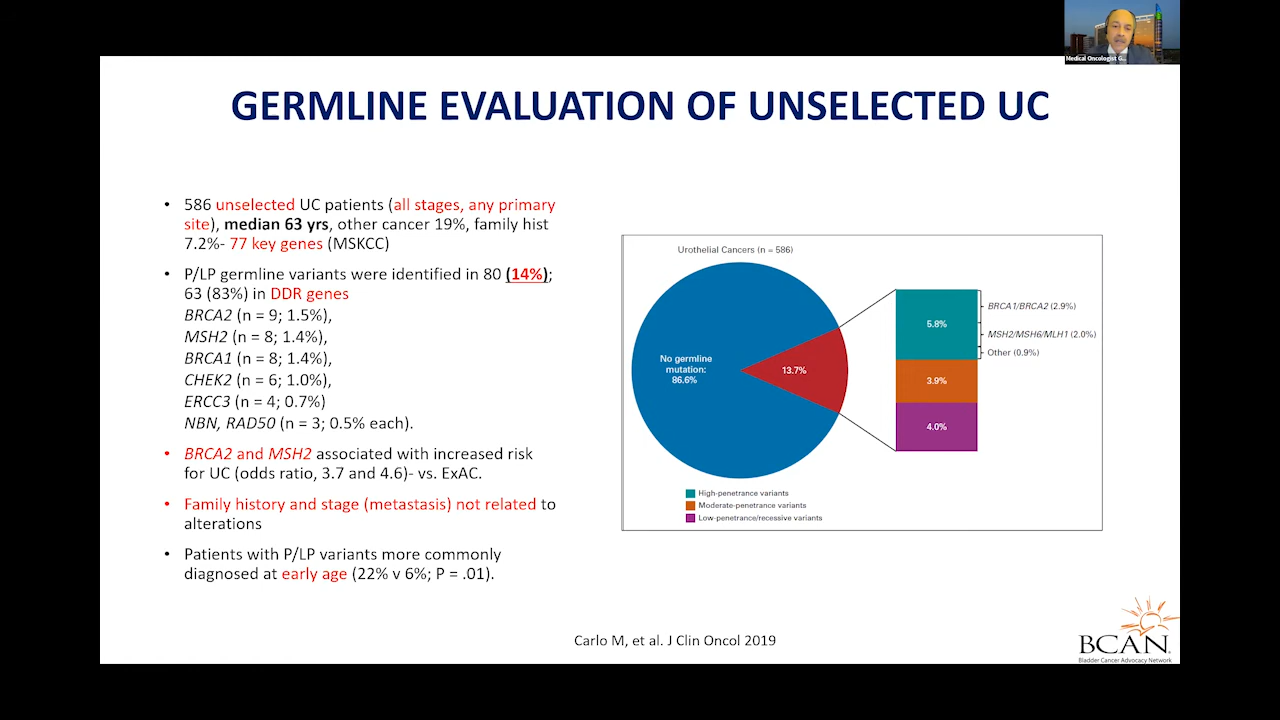 Medical Oncologist G...
GERMLINE EVALUATION OF UNSELECTED UC
• 586 unselected UC patients (all stages, any primary
site), median 63 yrs, other cancer 19%, family hist
7.2%- 77 key genes (MSKCC)
• P/LP germline variants were identified in 80 (14%);
63 (83%) in DDR genes
BRCA2 (n = 9; 1.5%),
MSH2 (n = 8; 1.4%),
BRCA1 (n = 8; 1.4%),
CHEK2 (n = 6; 1.0%),
ERCC3 (n = 4; 0.7%)
NBN, RAD50 (n = 3; 0.5% each).
• BRCA2 and MSH2 associated with increased risk
for UC (odds ratio, 3.7 and 4.6)- vs. ExAC.
• Family history and stage (metastasis) not related to
alterations
• Patients with P/LP variants more commonly
diagnosed at early age (22% v 6%; P = .01).
Urothelial Cancers (n = 586)
No germline
mutation:
86.6%
13.7%
5.8%
3.9%
4.0%
BRCA1/BRCA2 (2.9%)
MSH2/MSH6/MLH1 (2.0%)
Other (0.9%)
High-penetrance variants
Moderate-penetrance variants
Low-penetrance/recessive variants
Carlo M, et al. J Clin Oncol 2019
BCAN
Bladder Cancer Advocacy Network